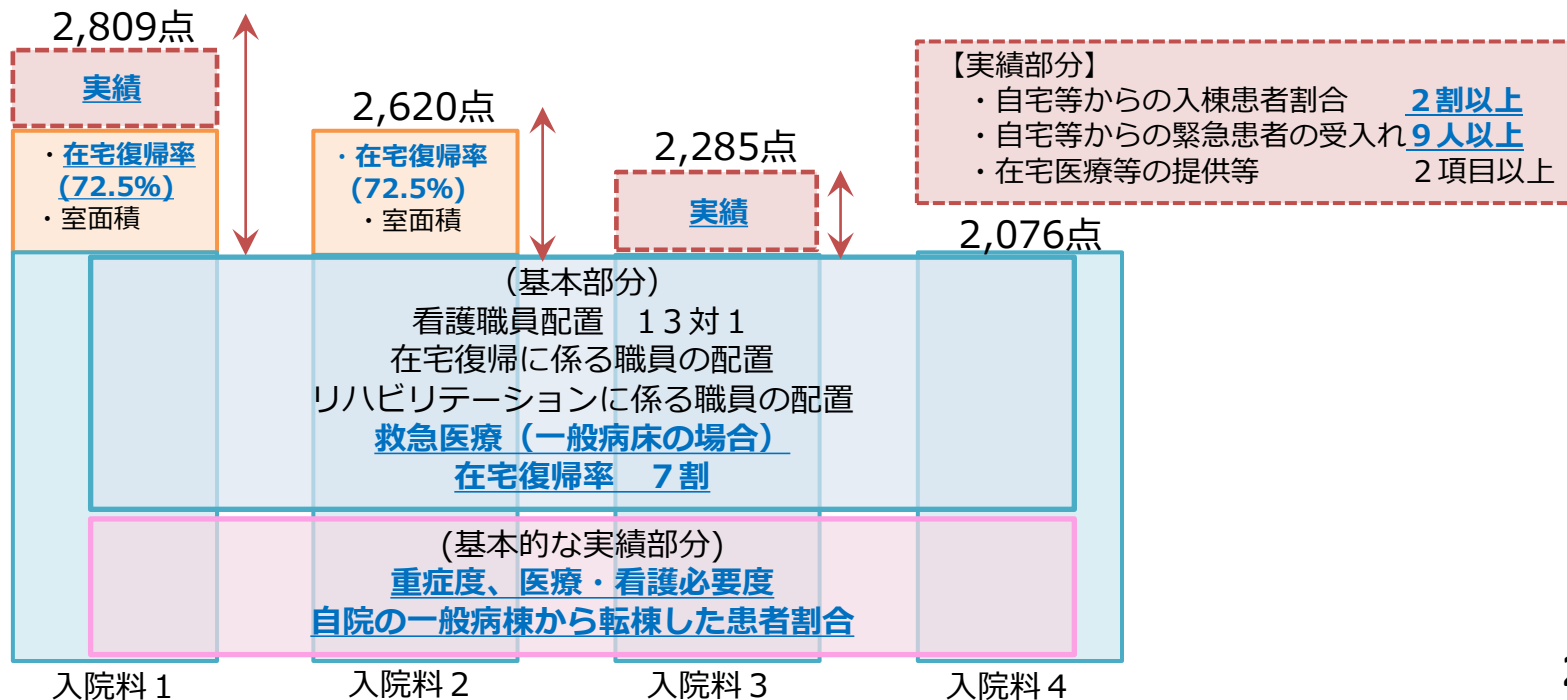 2,809点
実績
・在宅復帰率
(72.5%)
・室面積
2,620点
・在宅復帰率
(72.5%)
・室面積
2,285点
実績
2,076点
【実績部分】
・自宅等からの入棟患者割合 ２割以上
・自宅等からの緊急患者の受入れ ９人以上
・在宅医療等の提供等 ２項目以上
（基本部分）
看護職員配置　１３対１
在宅復帰に係る職員の配置
リハビリテーションに係る職員の配置
救急医療（一般病床の場合）
在宅復帰率　７割
(基本的な実績部分)
重症度、医療・看護必要度
自院の一般病棟から転棟した患者割合
入院料１
入院料２
入院料３
入院料４